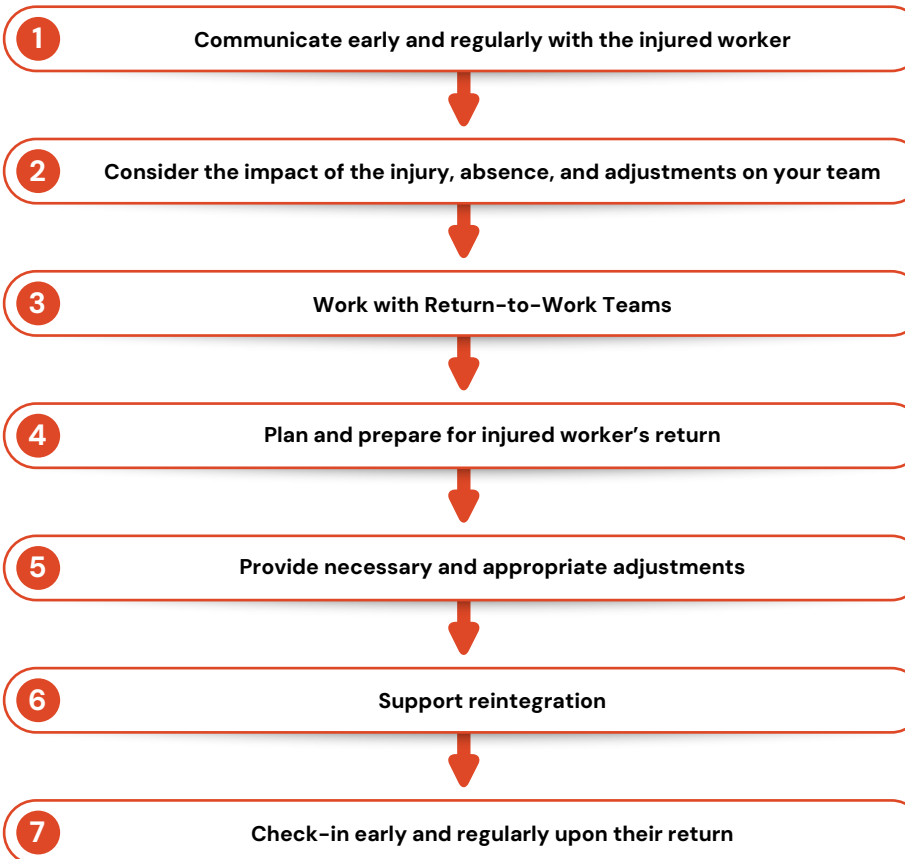 1 Communicate early and regularly with the injured worker
2 Consider the impact of the injury, absence, and adjustments on your team
3 Work with Return-to-Work Teams
4 Plan and prepare for injured worker’s return
5 Provide necessary and appropriate adjustments
6 Support reintegration
7 Check-in early and regularly upon their return